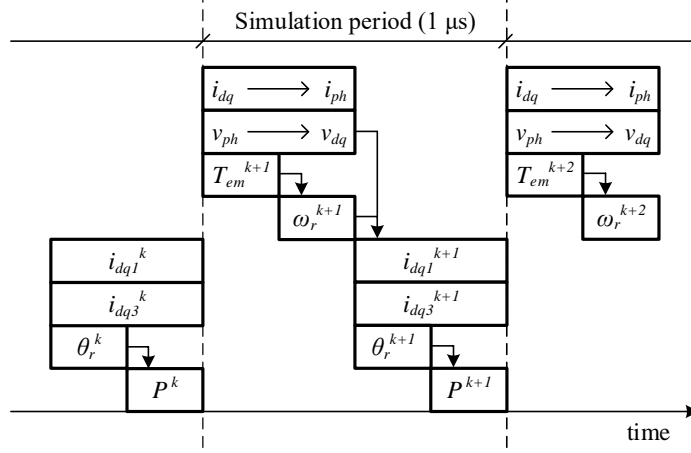 Simulation period (1 μs)
i_dq ⟶ i_ph i_dq ⟶ i_ph
v_ph ⟶ v_dq v_ph ⟶ v_dq
T_em^k+1 T_em^k+2
ω_r^k+1 ω_r^k+2
i_dq1^k i_dq1^k+1
i_dq3^k i_dq3^k+1
θ_r^k θ_r^k+1
P^k P^k+1
time